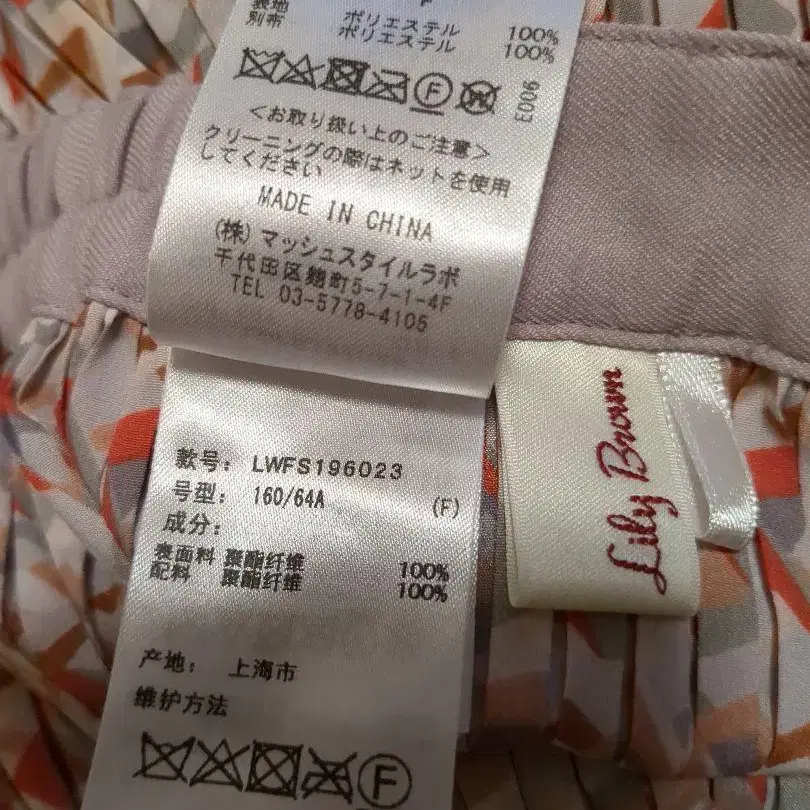 F
表地 ポリエステル 100%
別布 ポリエステル 100%
F
E006
<お取り扱い上のご注意>
クリーニングの際はネットを使用
してください
MADE IN CHINA
(株)マッシュスタイルラボ
千代田区麹町5-7-1-4F
TEL 03-5778-4105
款号: LWFS196023
号型: 160/64A (F)
成分:
表面料 聚酯纤维 100%
配料 聚酯纤维 100%
产地: 上海市
维护方法
F
Lily Brown